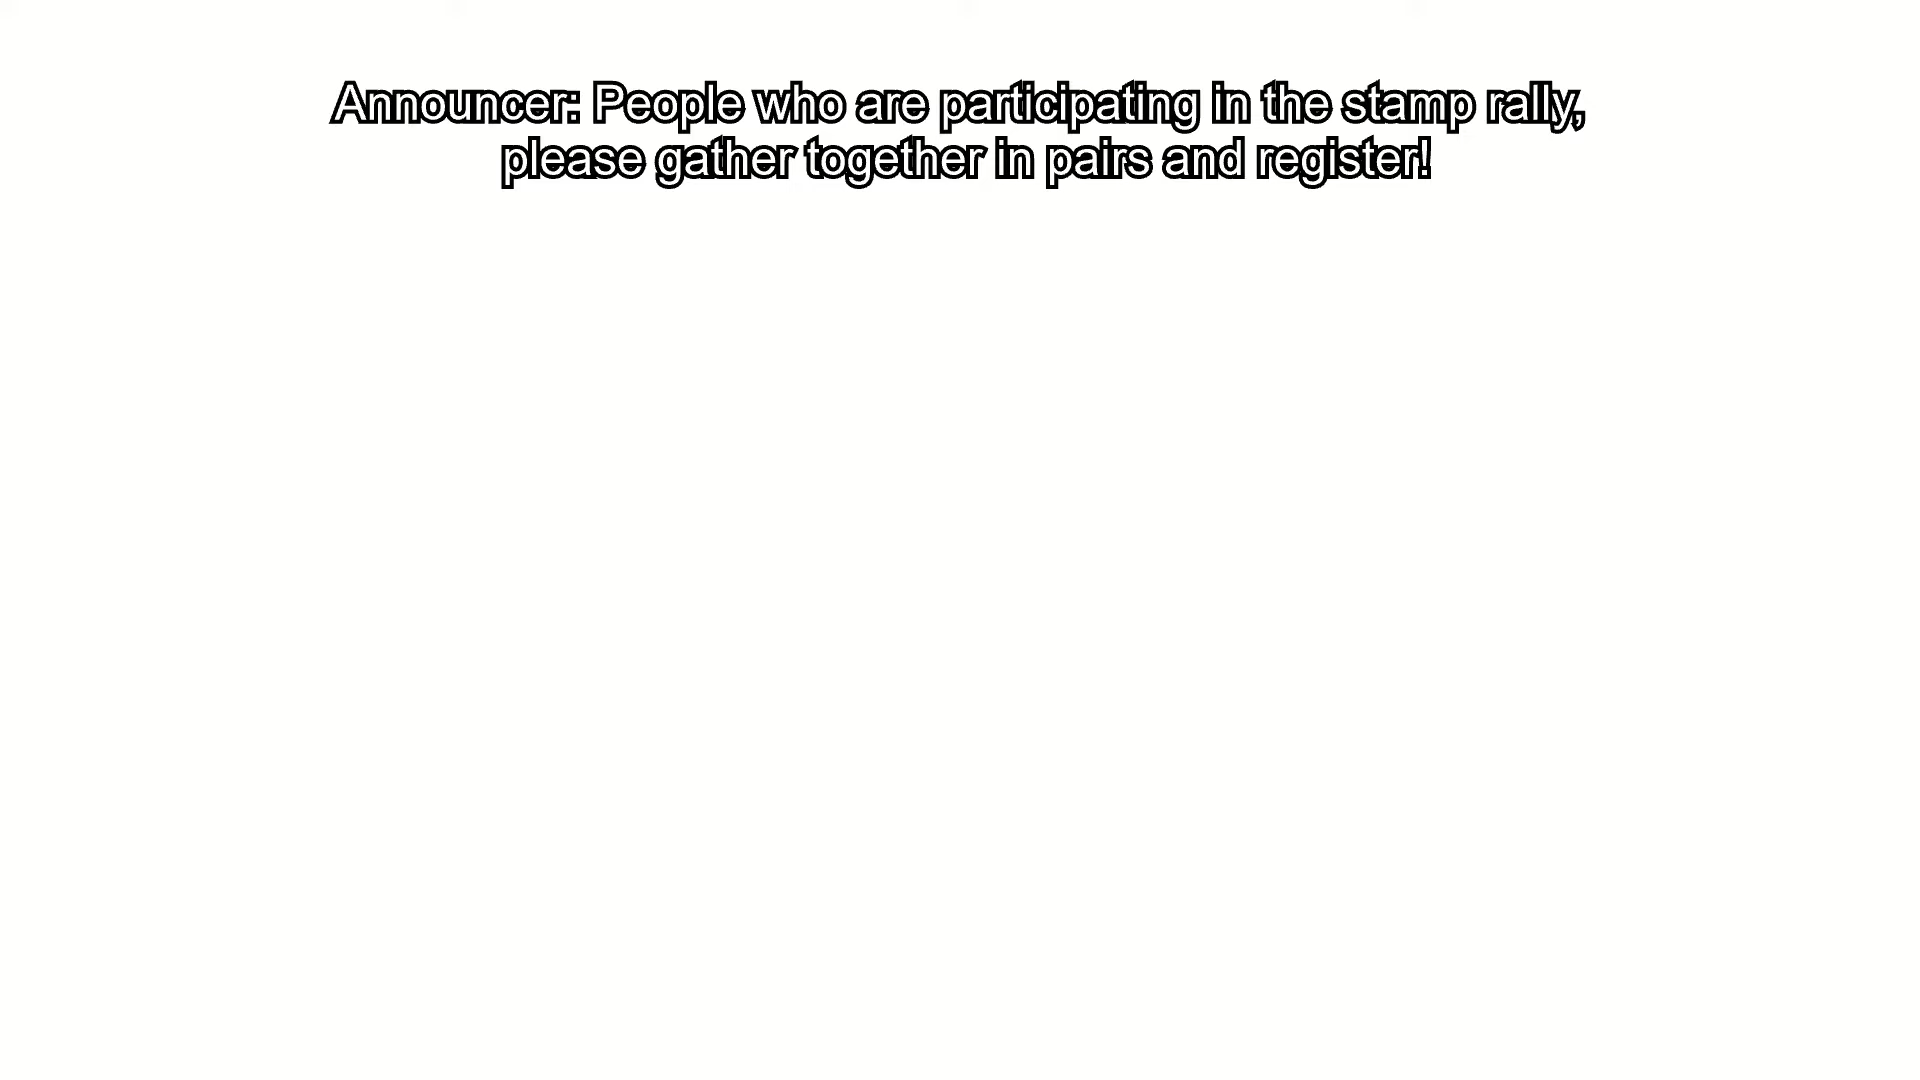 Announcer: People who are participating in the stamp rally,
please gather together in pairs and register!